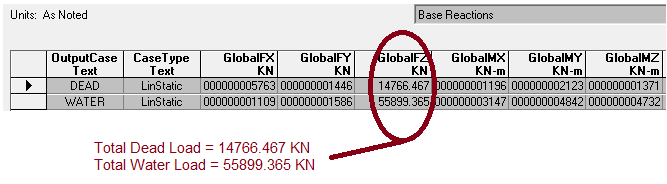 Units: As Noted
Base Reactions
OutputCase CaseType GlobalFX GlobalFY GlobalFZ GlobalMX GlobalMY GlobalMZ
Text Text KN KN KN KN-m KN-m KN-m
DEAD LinStatic 000000005763 000000001446 14766.467 000000001196 000000002123 000000001371
WATER LinStatic 000000001109 000000001586 55899.365 000000003147 000000004842 000000004732
Total Dead Load = 14766.467 KN
Total Water Load = 55899.365 KN